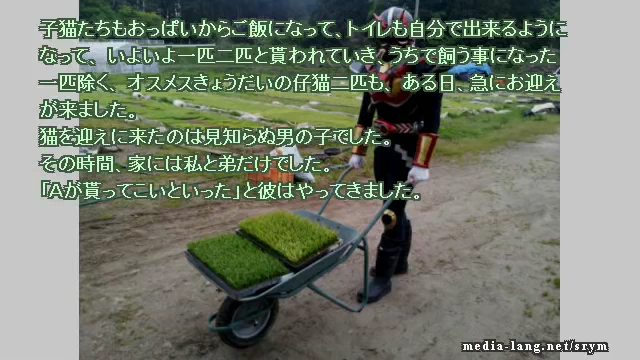 子猫たちもおっぱいからご飯になって、トイレも自分で出来るように
なって、いよいよ一匹二匹と貰われていき、うちで飼う事になった
一匹除く、オスメスきょうだいの仔猫二匹も、ある日、急にお迎え
が来ました。
猫を迎えに来たのは見知らぬ男の子でした。
その時間、家には私と弟だけでした。
「Aが貰ってこいといった」と彼はやってきました。
media-lang.net/srym